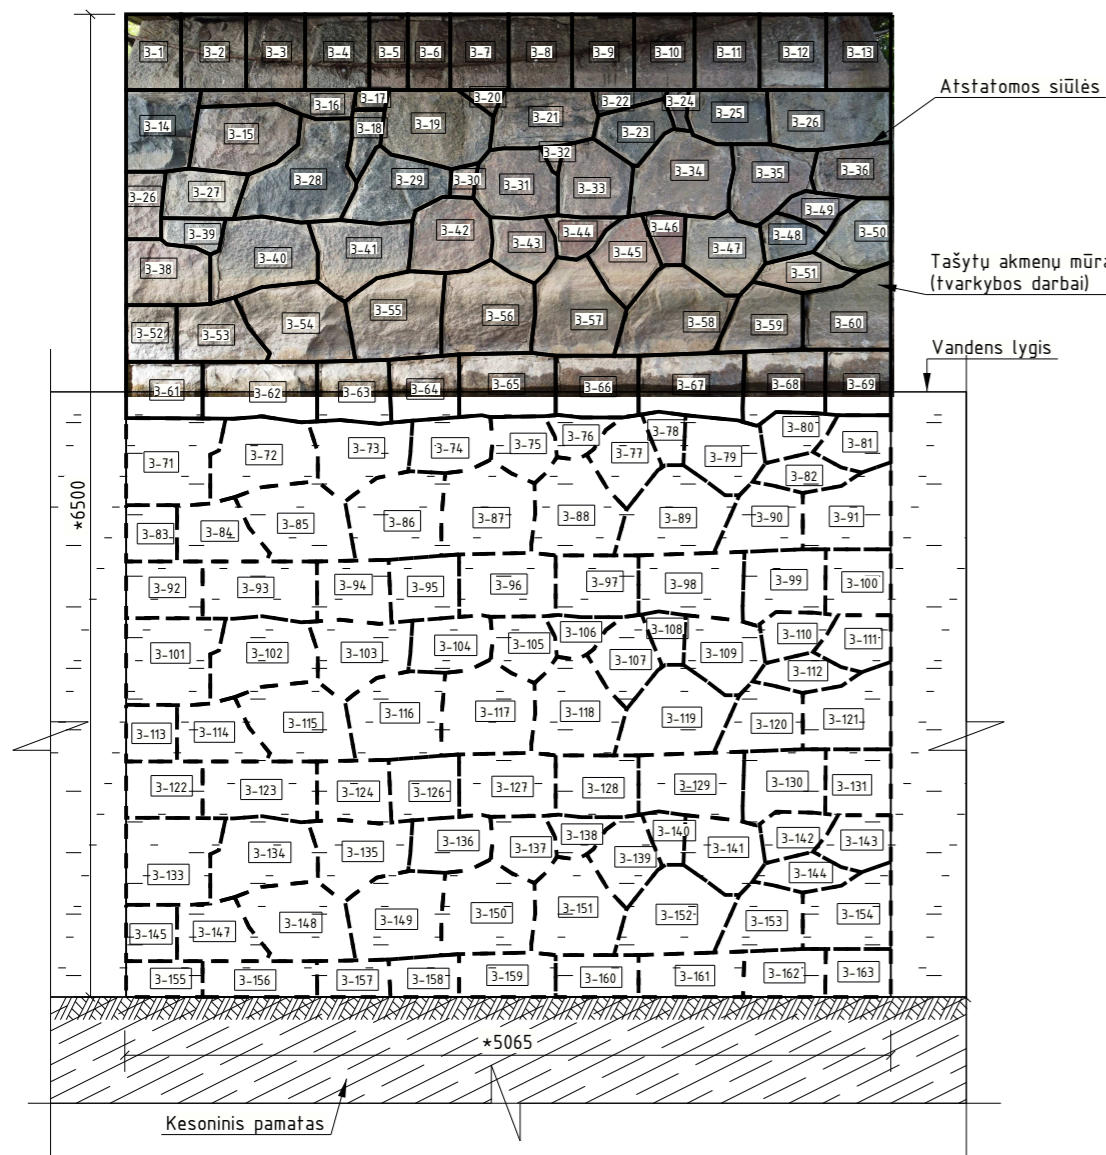 3-1 3-2 3-3 3-4 3-5 3-6 3-7 3-8 3-9 3-10 3-11 3-12 3-13
Atstatomos siūlės
3-14 3-15 3-16 3-17 3-18 3-19 3-20 3-21 3-22 3-23 3-24 3-25 3-26
3-26 3-27 3-28 3-29 3-30 3-31 3-32 3-33 3-34 3-35 3-36
3-38 3-39 3-40 3-41 3-42 3-43 3-44 3-45 3-46 3-47 3-48 3-49 3-50 3-51
Tašytų akmenų mūra
(tvarkybos darbai)
3-52 3-53 3-54 3-55 3-56 3-57 3-58 3-59 3-60
Vandens lygis
3-61 3-62 3-63 3-64 3-65 3-66 3-67 3-68 3-69
3-71 3-72 3-73 3-74 3-75 3-76 3-77 3-78 3-79 3-80 3-81 3-82
*6500
3-83 3-84 3-85 3-86 3-87 3-88 3-89 3-90 3-91
3-92 3-93 3-94 3-95 3-96 3-97 3-98 3-99 3-100
3-101 3-102 3-103 3-104 3-105 3-106 3-107 3-108 3-109 3-110 3-111 3-112
3-113 3-114 3-115 3-116 3-117 3-118 3-119 3-120 3-121
3-122 3-123 3-124 3-126 3-127 3-128 3-129 3-130 3-131
3-133 3-134 3-135 3-136 3-137 3-138 3-139 3-140 3-141 3-142 3-143 3-144
3-145 3-147 3-148 3-149 3-150 3-151 3-152 3-153 3-154
3-155 3-156 3-157 3-158 3-159 3-160 3-161 3-162 3-163
*5065
Kesoninis pamatas